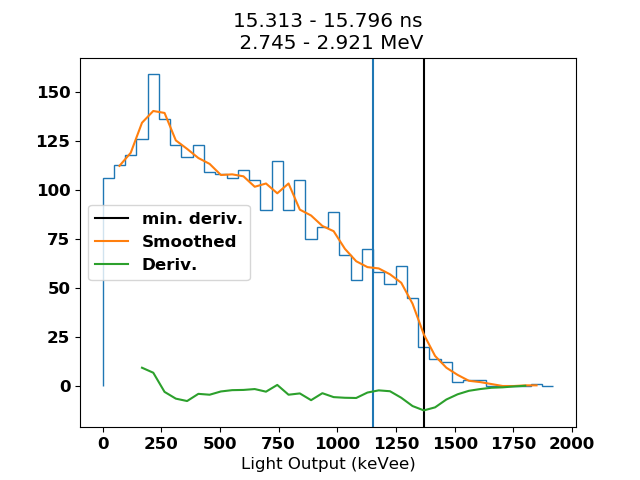 15.313 - 15.796 ns
2.745 - 2.921 MeV
150
125
100
75
50
25
0
min. deriv.
Smoothed
Deriv.
0 250 500 750 1000 1250 1500 1750 2000
Light Output (keVee)